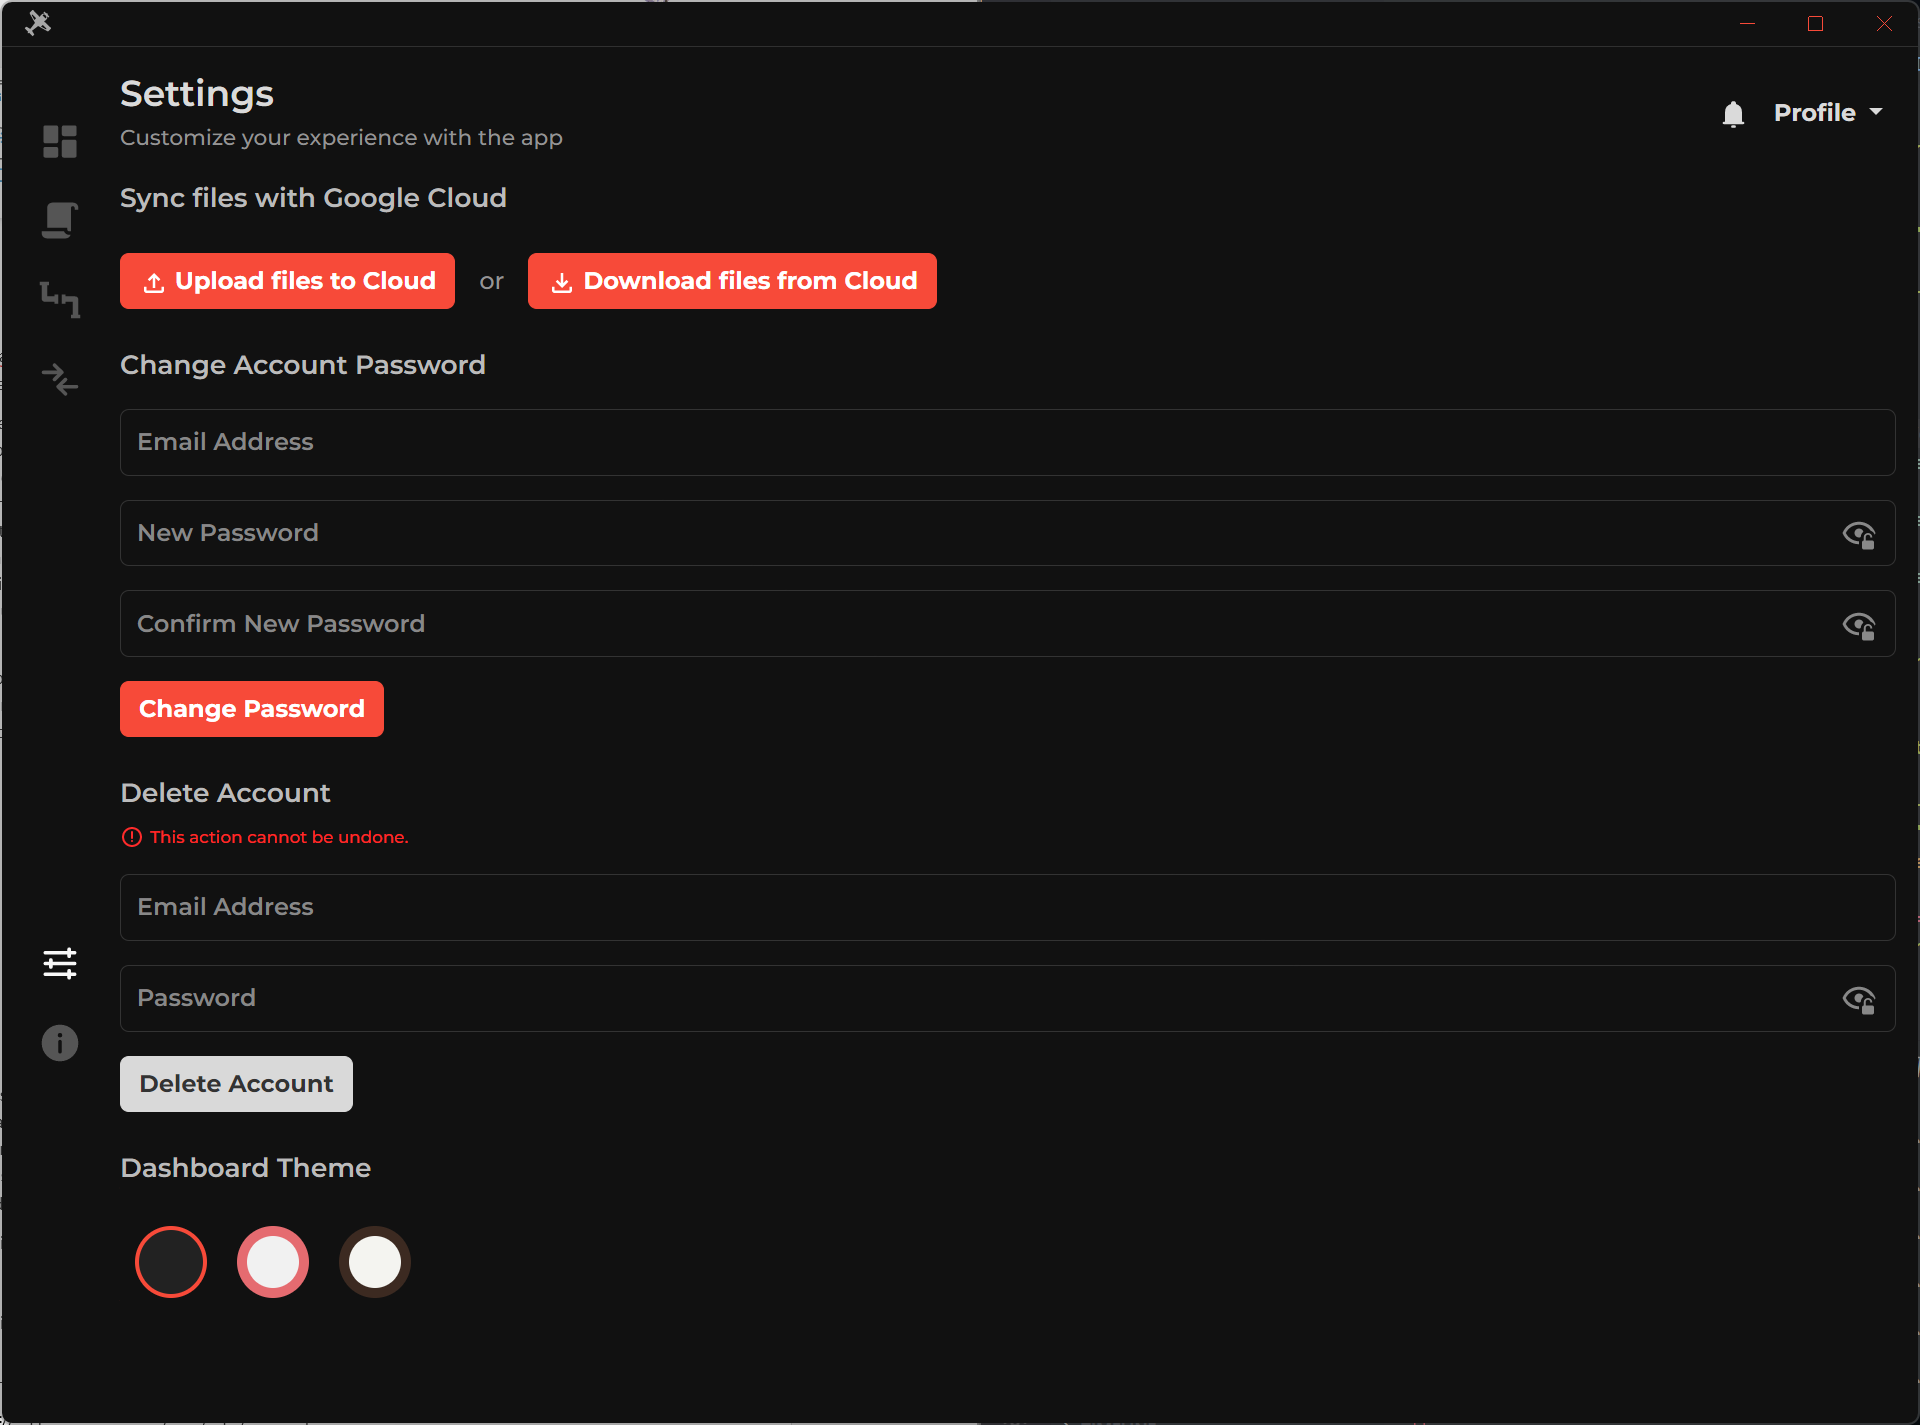 Settings
Customize your experience with the app
Profile
Sync files with Google Cloud
Upload files to Cloud or Download files from Cloud
Change Account Password
Email Address
New Password
Confirm New Password
Change Password
Delete Account
This action cannot be undone.
Email Address
Password
Delete Account
Dashboard Theme